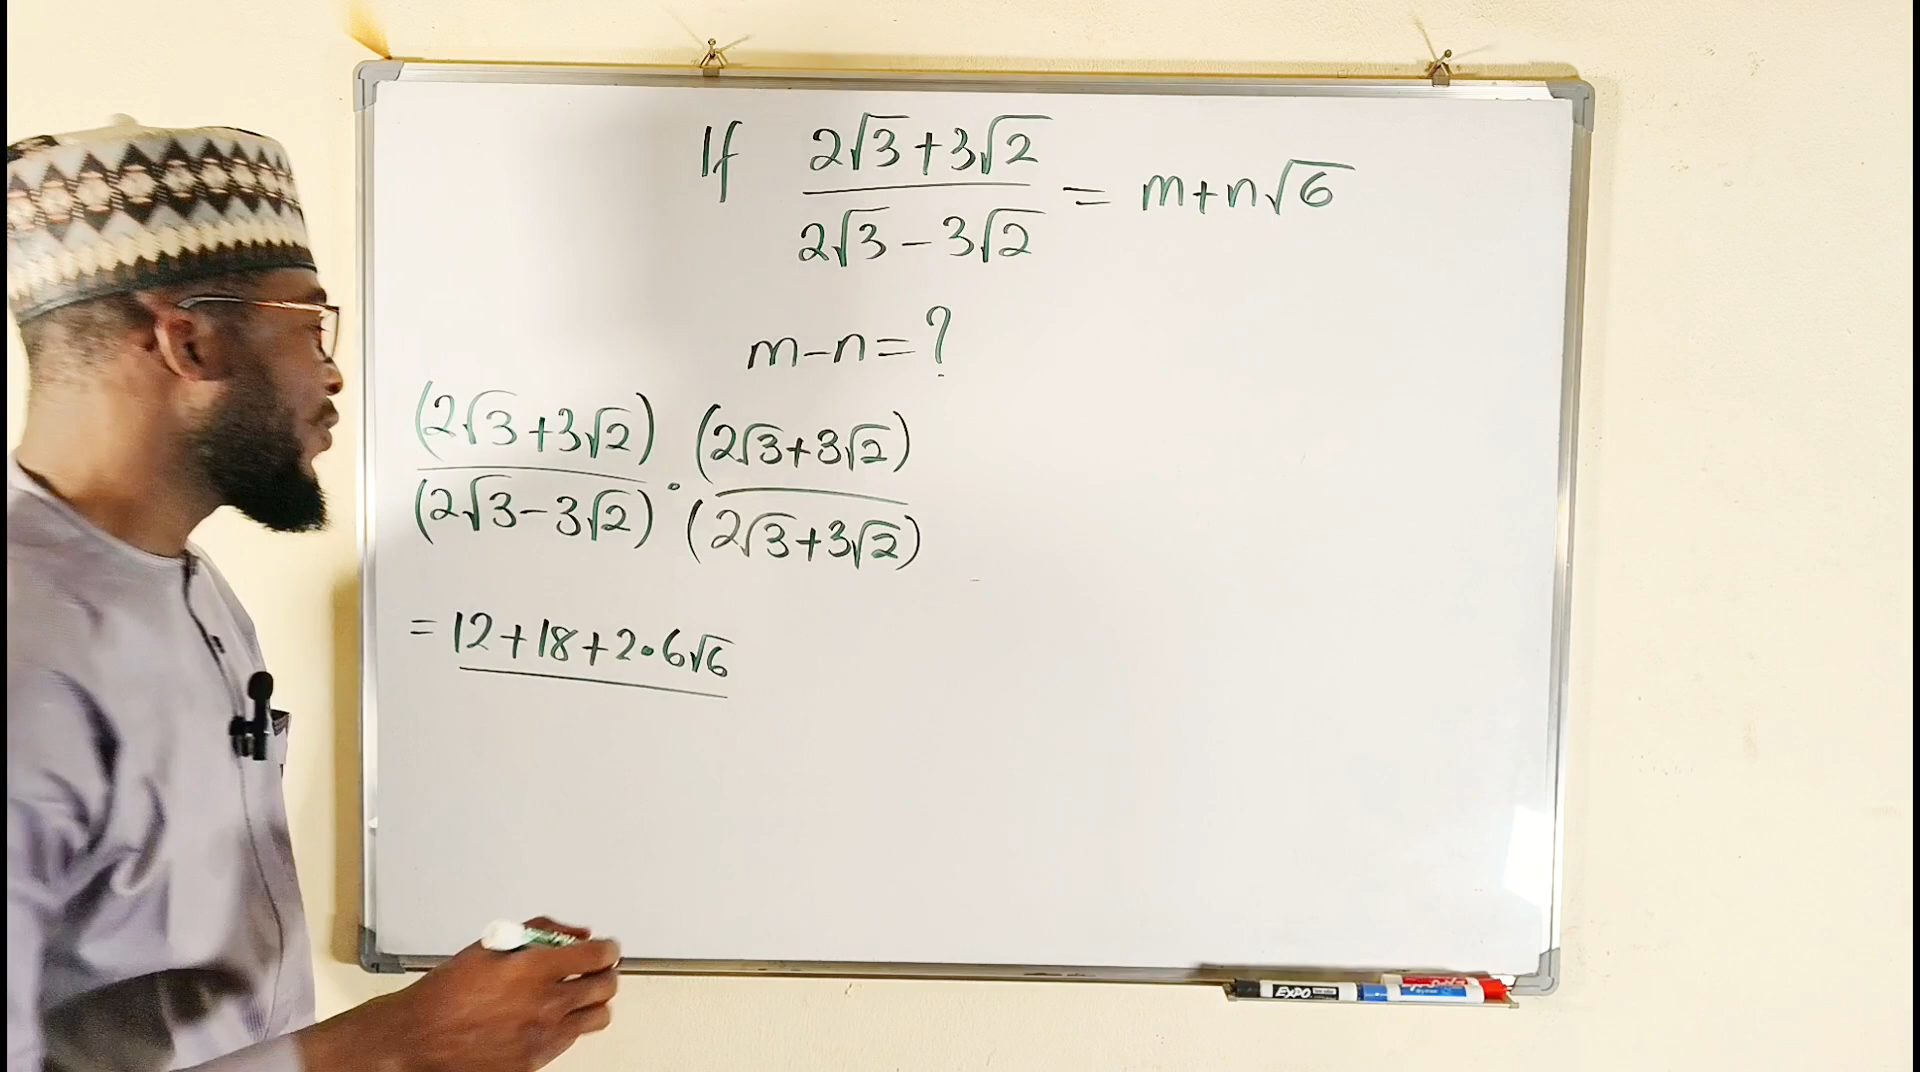 If (2√3+3√2)/(2√3-3√2) = m+n√6
m-n=?
(2√3+3√2)/(2√3-3√2) · (2√3+3√2)/(2√3+3√2)
= 12+18+2·6√6
EXPO